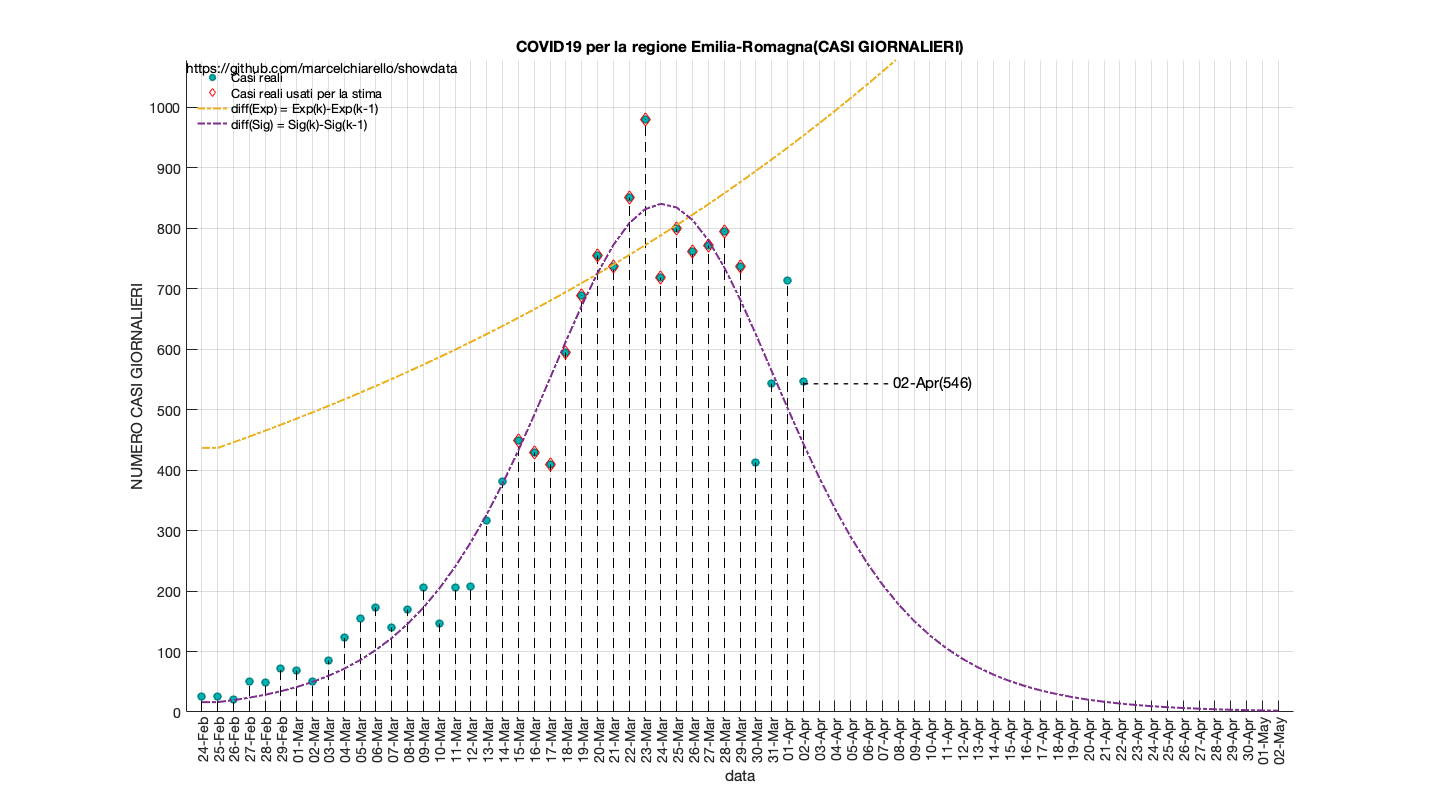 COVID19 per la regione Emilia-Romagna(CASI GIORNALIERI)
https://github.com/marcelchiarello/showdata
Casi reali
Casi reali usati per la stima
diff(Exp) = Exp(k)-Exp(k-1)
diff(Sig) = Sig(k)-Sig(k-1)
NUMERO CASI GIORNALIERI
1000
900
800
700
600
500
400
300
200
100
0
02-Apr(546)
24-Feb
25-Feb
26-Feb
27-Feb
28-Feb
29-Feb
01-Mar
02-Mar
03-Mar
04-Mar
05-Mar
06-Mar
07-Mar
08-Mar
09-Mar
10-Mar
11-Mar
12-Mar
13-Mar
14-Mar
15-Mar
16-Mar
17-Mar
18-Mar
19-Mar
20-Mar
21-Mar
22-Mar
23-Mar
24-Mar
25-Mar
26-Mar
27-Mar
28-Mar
29-Mar
30-Mar
31-Mar
01-Apr
02-Apr
03-Apr
04-Apr
05-Apr
06-Apr
07-Apr
08-Apr
09-Apr
10-Apr
11-Apr
12-Apr
13-Apr
14-Apr
15-Apr
16-Apr
17-Apr
18-Apr
19-Apr
20-Apr
21-Apr
22-Apr
23-Apr
24-Apr
25-Apr
26-Apr
27-Apr
28-Apr
29-Apr
30-Apr
01-May
02-May
data